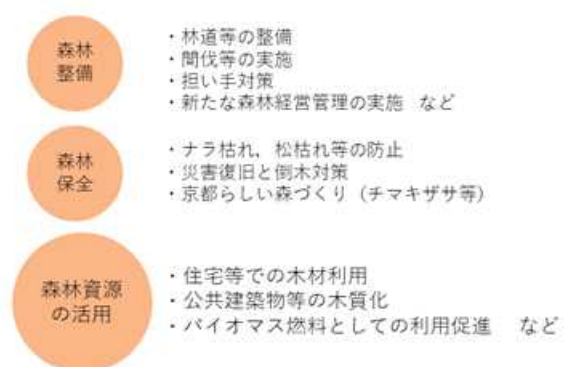 森林
整備
・林道等の整備
・間伐等の実施
・担い手対策
・新たな森林経営管理の実施 など
森林
保全
・ナラ枯れ，松枯れ等の防止
・災害復旧と倒木対策
・京都らしい森づくり（チマキザサ等）
森林資源
の活用
・住宅等での木材利用
・公共建築物等の木質化
・バイオマス燃料としての利用促進 など